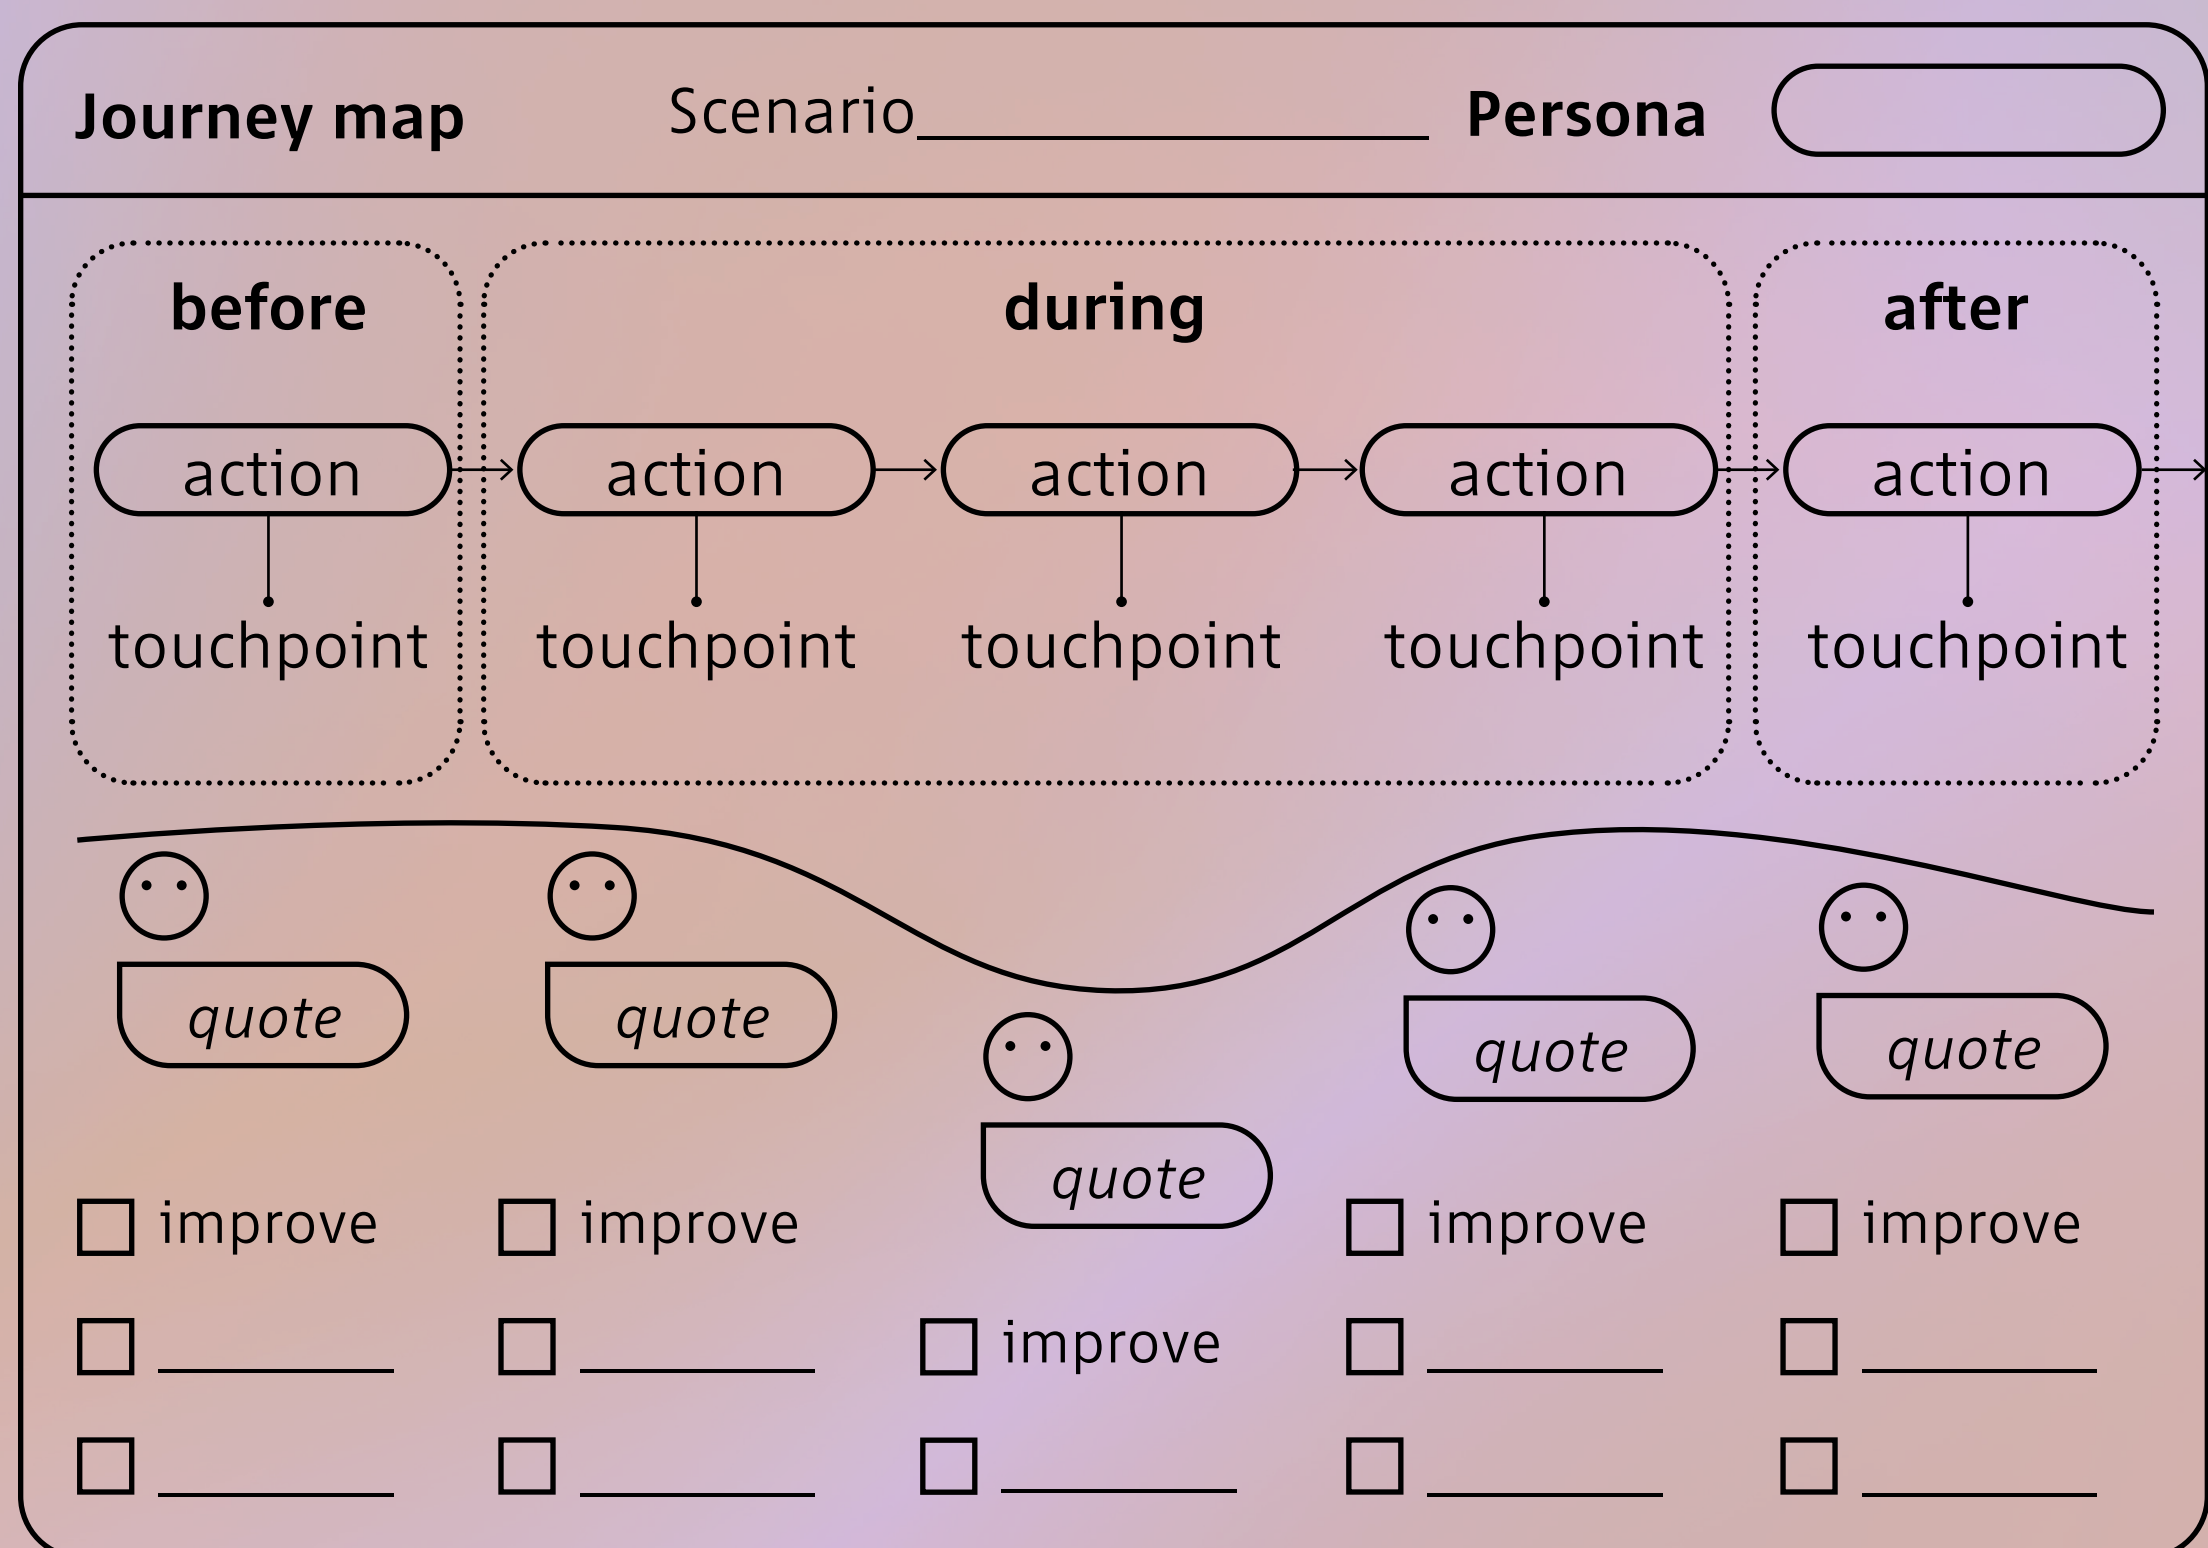 Journey map Scenario Persona
before during after
action action action action action
touchpoint touchpoint touchpoint touchpoint touchpoint
quote quote quote quote
quote
improve improve improve improve
improve